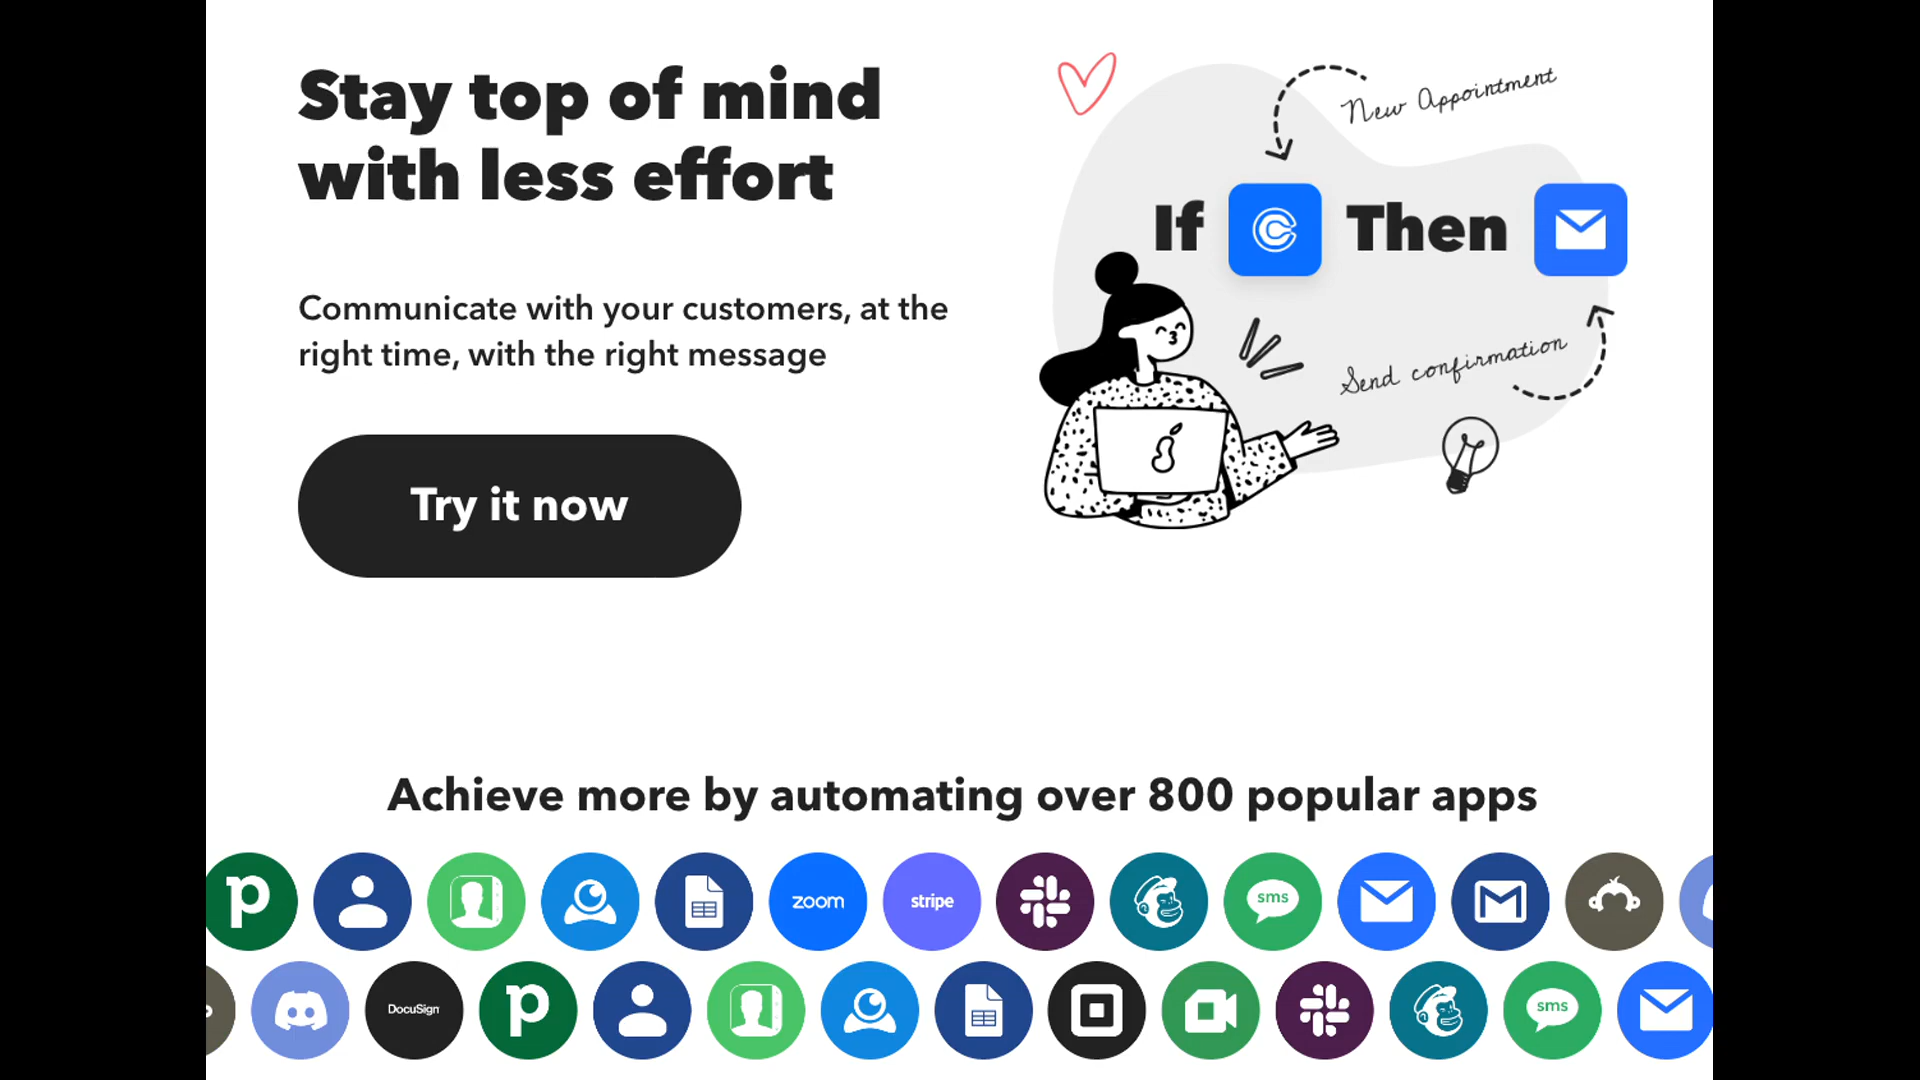 Stay top of mind
with less effort
Communicate with your customers, at the
right time, with the right message
Try it now
New Appointment
If Then
Send confirmation
Achieve more by automating over 800 popular apps
zoom
stripe
sms
DocuSign
sms